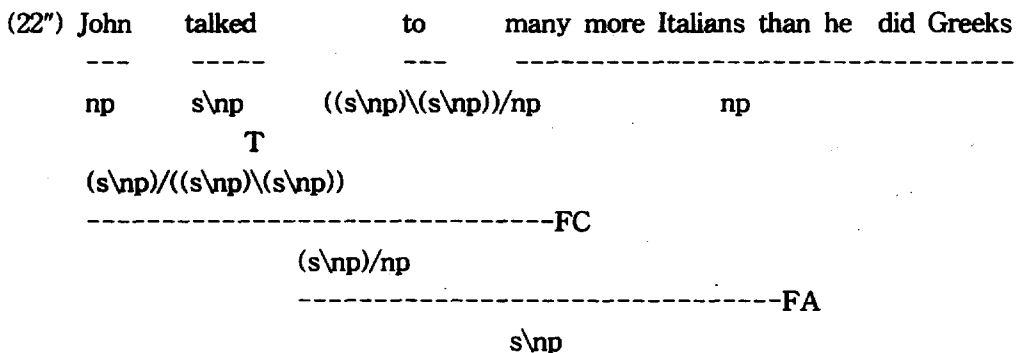 (22″) John talked to many more Italians than he did Greeks
--- ----- --- ---------------------------------
np s\np ((s\np)\(s\np))/np np
T
(s\np)/((s\np)\(s\np))
-------------------------------FC
(s\np)/np
--------------------------------FA
s\np